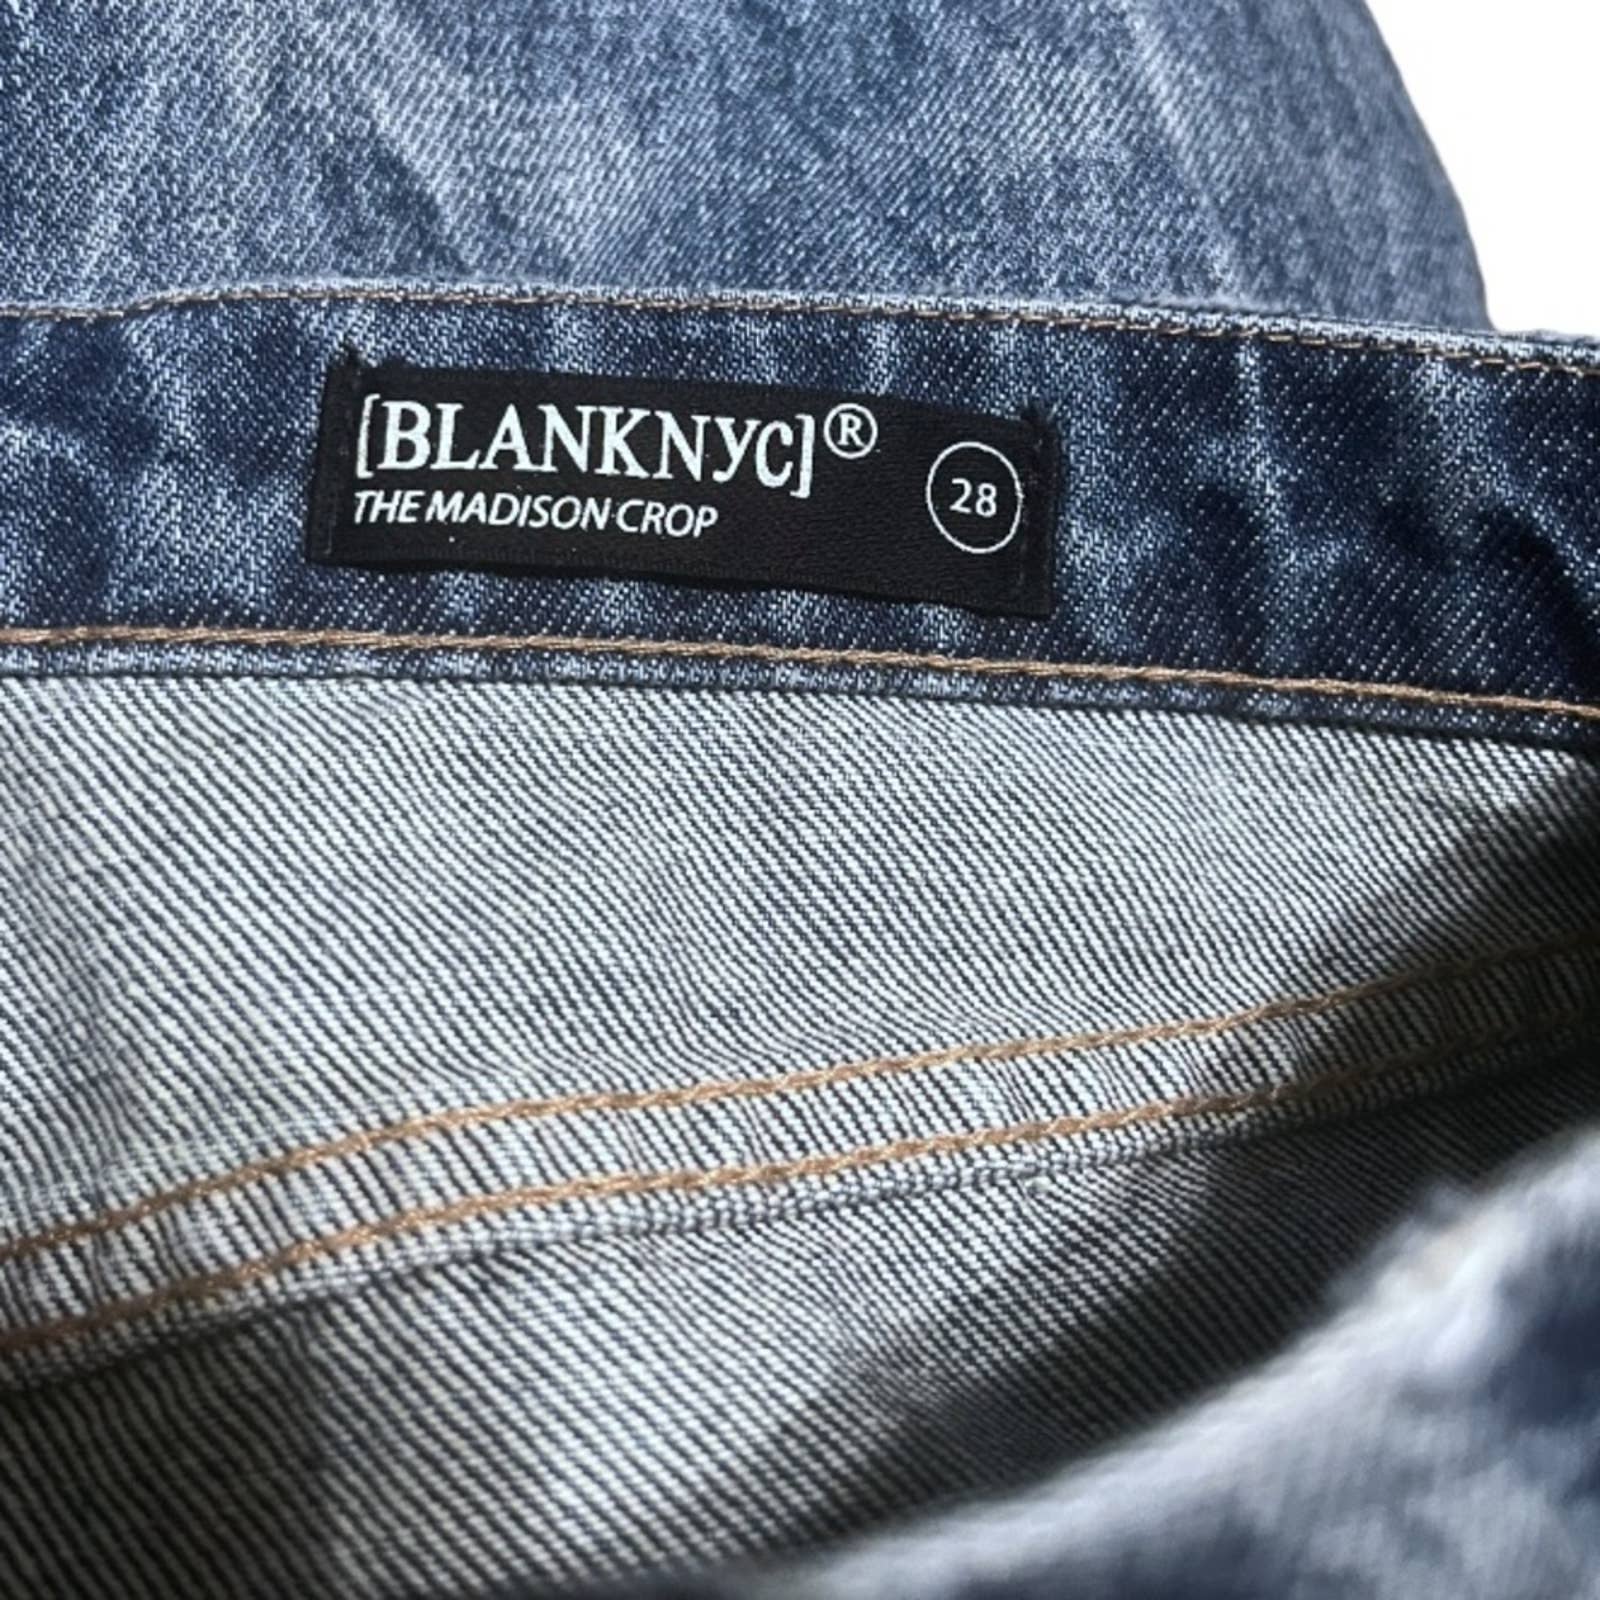 [BLANKNYC]®
THE MADISON CROP
28